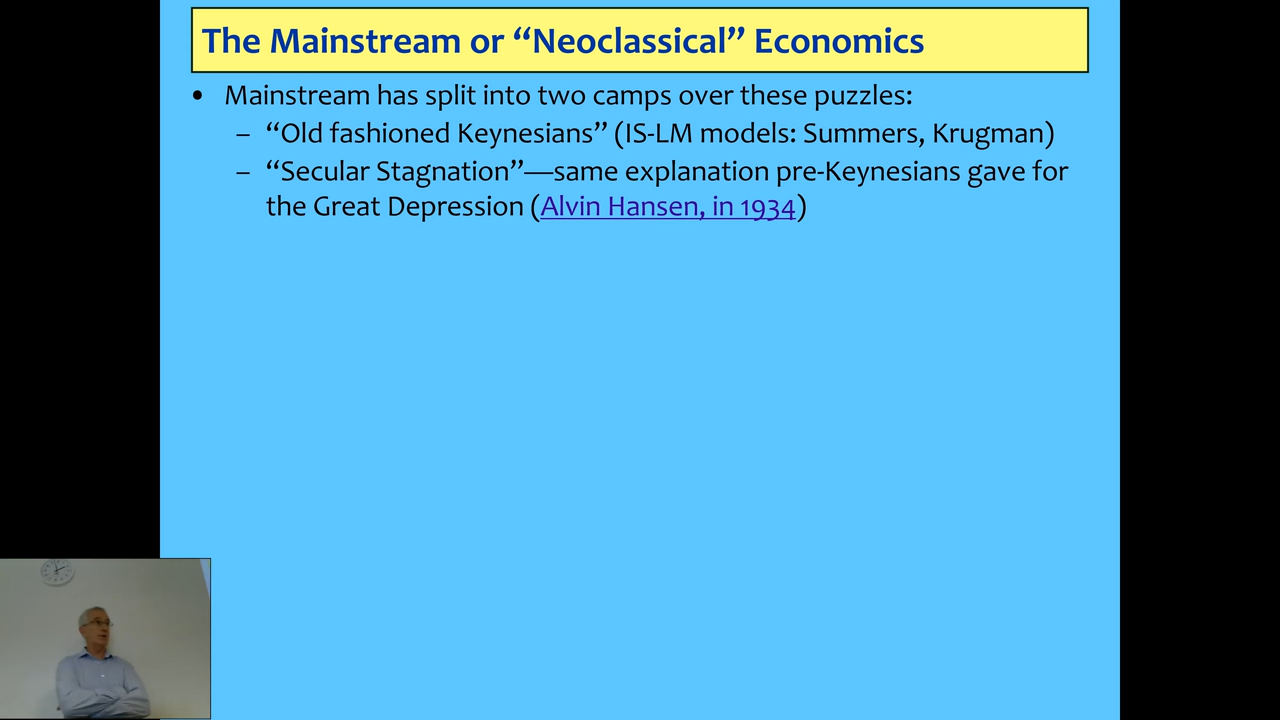 The Mainstream or “Neoclassical” Economics
• Mainstream has split into two camps over these puzzles:
– “Old fashioned Keynesians” (IS-LM models: Summers, Krugman)
– “Secular Stagnation”—same explanation pre-Keynesians gave for
the Great Depression (Alvin Hansen, in 1934)